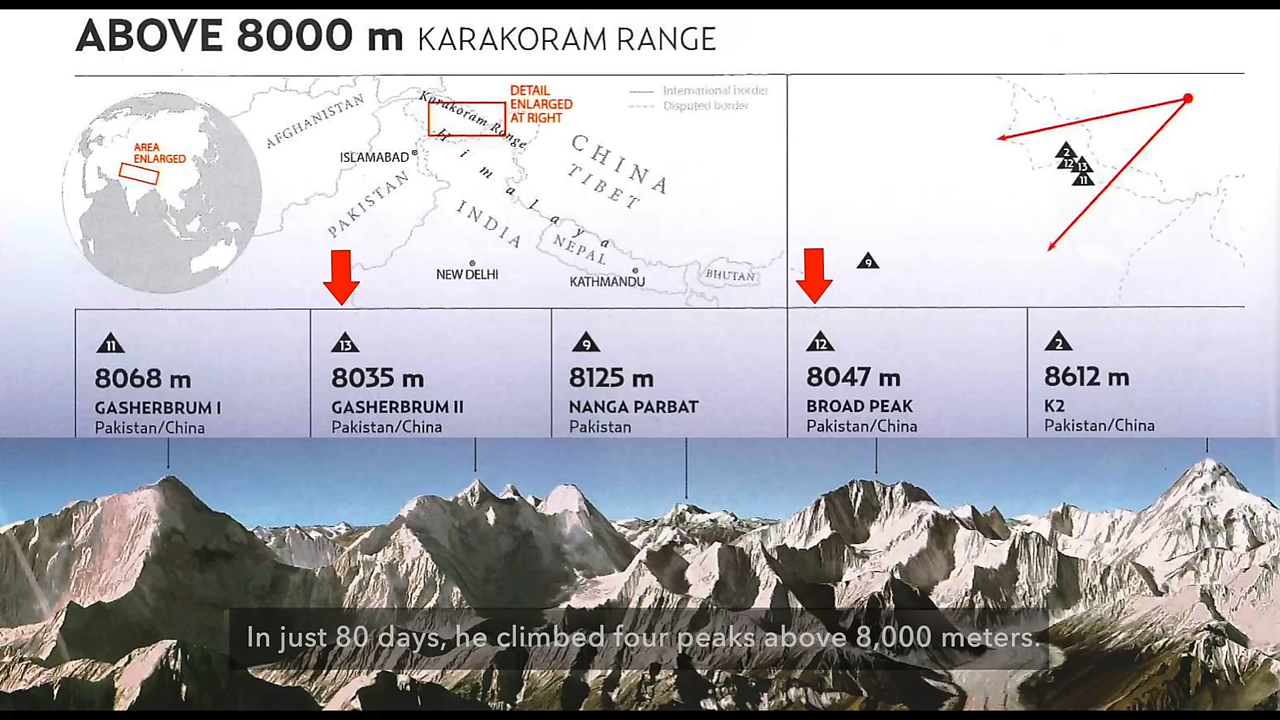 ABOVE 8000 m KARAKORAM RANGE
AREA
ENLARGED
AFGHANISTAN
ISLAMABAD
PAKISTAN
Karakoram Range
DETAIL
ENLARGED
AT RIGHT
Himalaya
CHINA
TIBET
INDIA
NEPAL
NEW DELHI
KATHMANDU
BHUTAN
International border
Disputed border
2
12 13
11
9
11
8068 m
GASHERBRUM I
Pakistan/China
13
8035 m
GASHERBRUM II
Pakistan/China
9
8125 m
NANGA PARBAT
Pakistan
12
8047 m
BROAD PEAK
Pakistan/China
2
8612 m
K2
Pakistan/China
In just 80 days, he climbed four peaks above 8,000 meters.